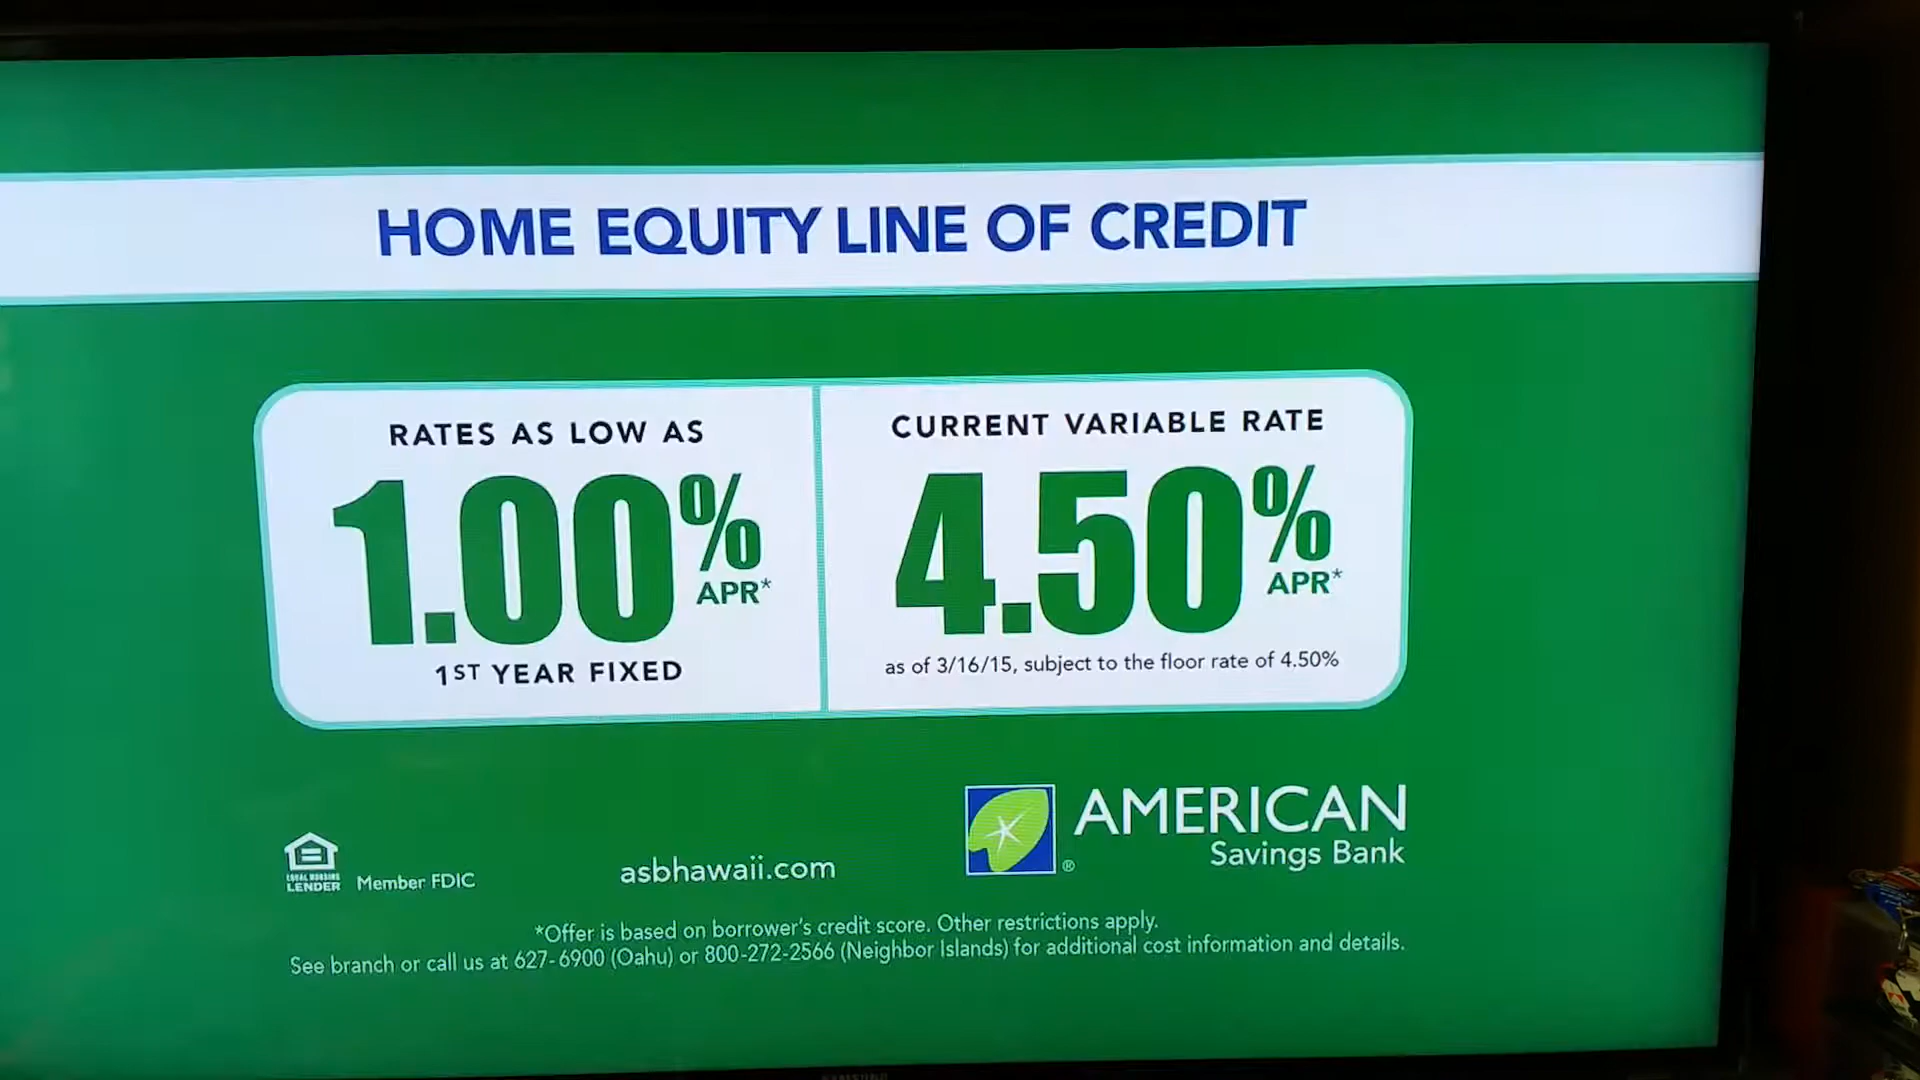 HOME EQUITY LINE OF CREDIT
RATES AS LOW AS
1.00% APR*
1ST YEAR FIXED
CURRENT VARIABLE RATE
4.50% APR*
as of 3/16/15, subject to the floor rate of 4.50%
EQUAL HOUSING
LENDER
Member FDIC
asbhawaii.com
AMERICAN
Savings Bank
®
*Offer is based on borrower's credit score. Other restrictions apply.
See branch or call us at 627-6900 (Oahu) or 800-272-2566 (Neighbor Islands) for additional cost information and details.
SAMSUNG